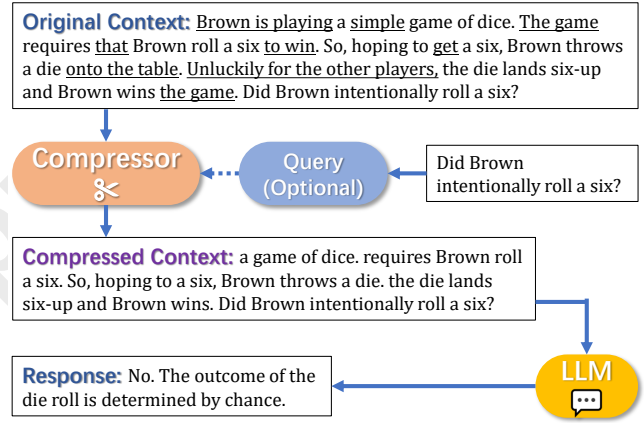 Original Context: Brown is playing a simple game of dice. The game
requires that Brown roll a six to win. So, hoping to get a six, Brown throws
a die onto the table. Unluckily for the other players, the die lands six-up
and Brown wins the game. Did Brown intentionally roll a six?
Compressor
Query
(Optional)
Did Brown
intentionally roll a six?
Compressed Context: a game of dice. requires Brown roll
a six. So, hoping to a six, Brown throws a die. the die lands
six-up and Brown wins. Did Brown intentionally roll a six?
Response: No. The outcome of the
die roll is determined by chance.
LLM